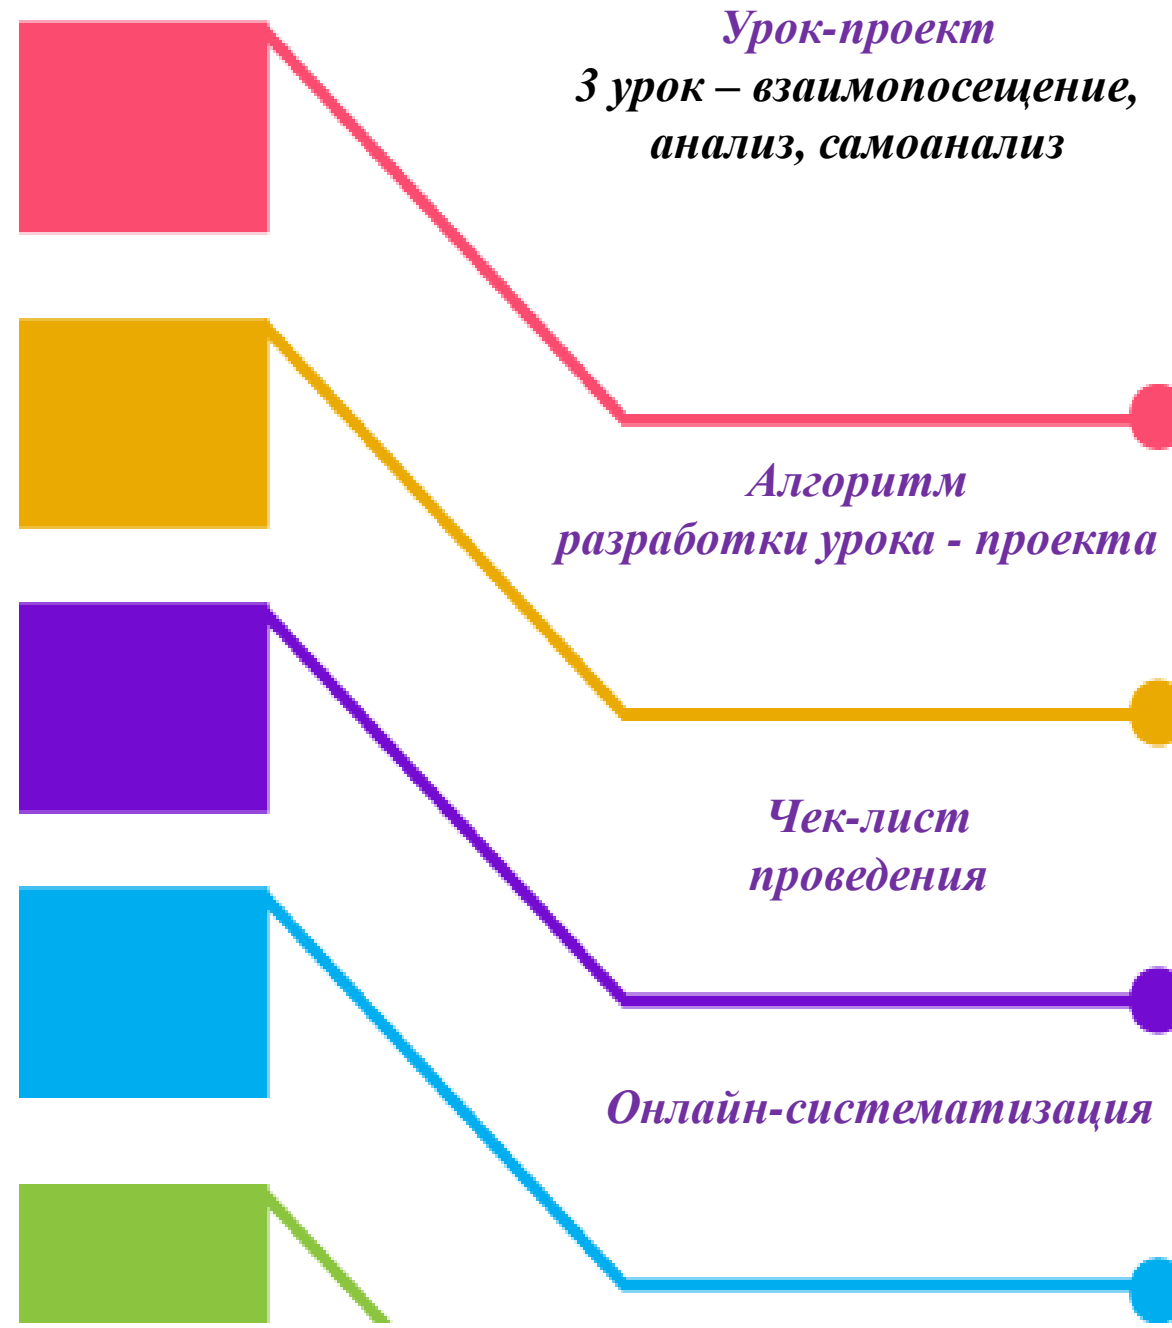 Урок-проект
3 урок – взаимопосещение,
анализ, самоанализ
Алгоритм
разработки урока - проекта
Чек-лист
проведения
Онлайн-систематизация